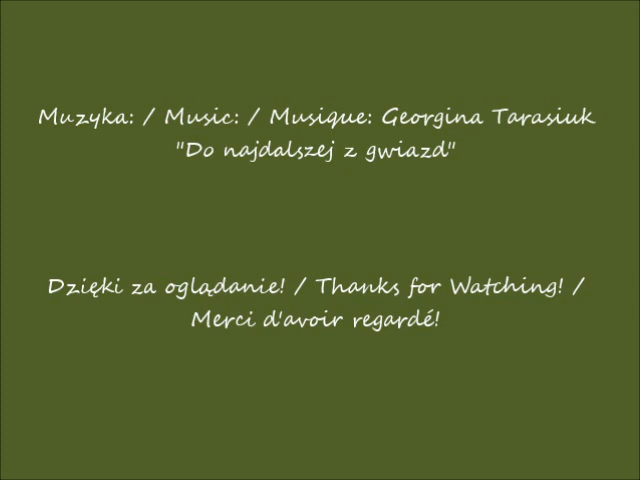 Muzyka: / Music: / Musique: Georgina Tarasiuk
"Do najdalszej z gwiazd"
Dzięki za oglądanie! / Thanks for Watching! /
Merci d'avoir regardé!